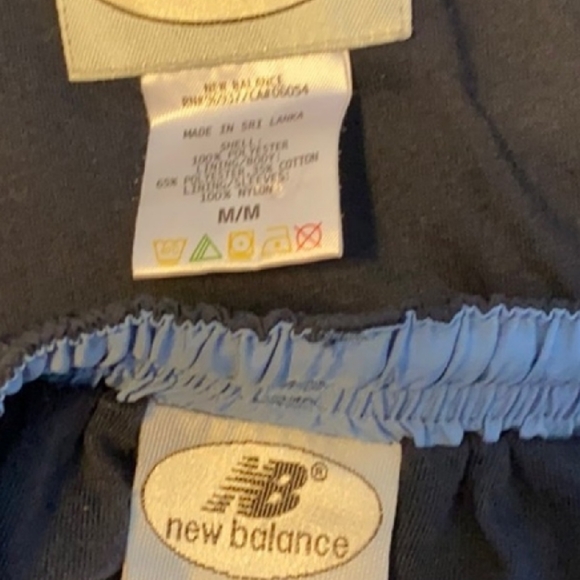 NEW BALANCE
MADE IN SRI LANKA
SHELL:
100% POLYESTER
LINING/BODY:
65% POLYESTER 35% COTTON
LINING/SLEEVES:
100% NYLON
M/M
NB®
new balance